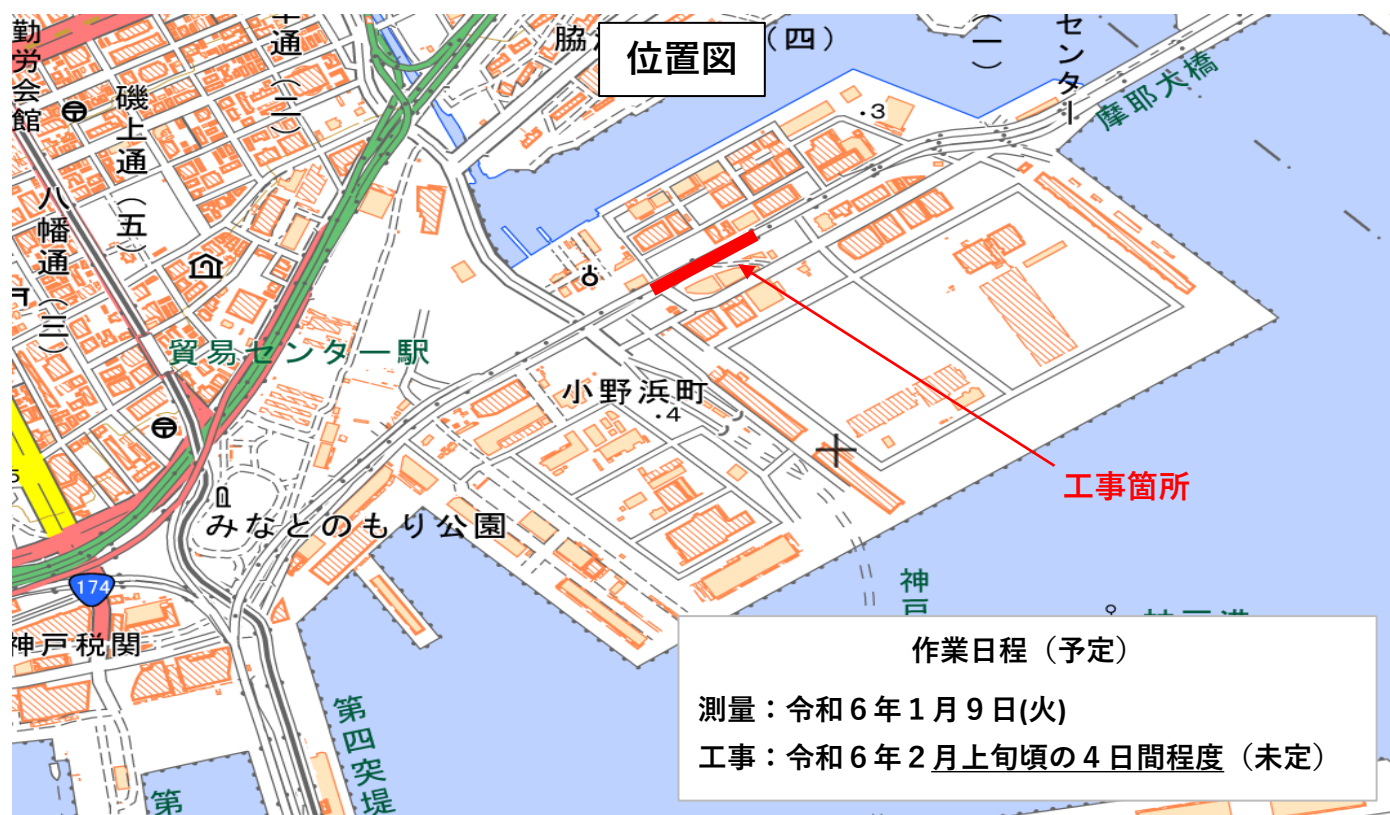 位置図
勤労会館
磯上通(五)
八幡通(三)
通(二)
脇
(四)
(一)
センター
摩耶大橋
.3
貿易センター駅
小野浜町
.4
工事箇所
みなとのもり公園
174
神戸税関
第四突堤
第
神戸
5
作業日程(予定)
測量:令和6年1月9日(火)
工事:令和6年2月上旬頃の4日間程度(未定)